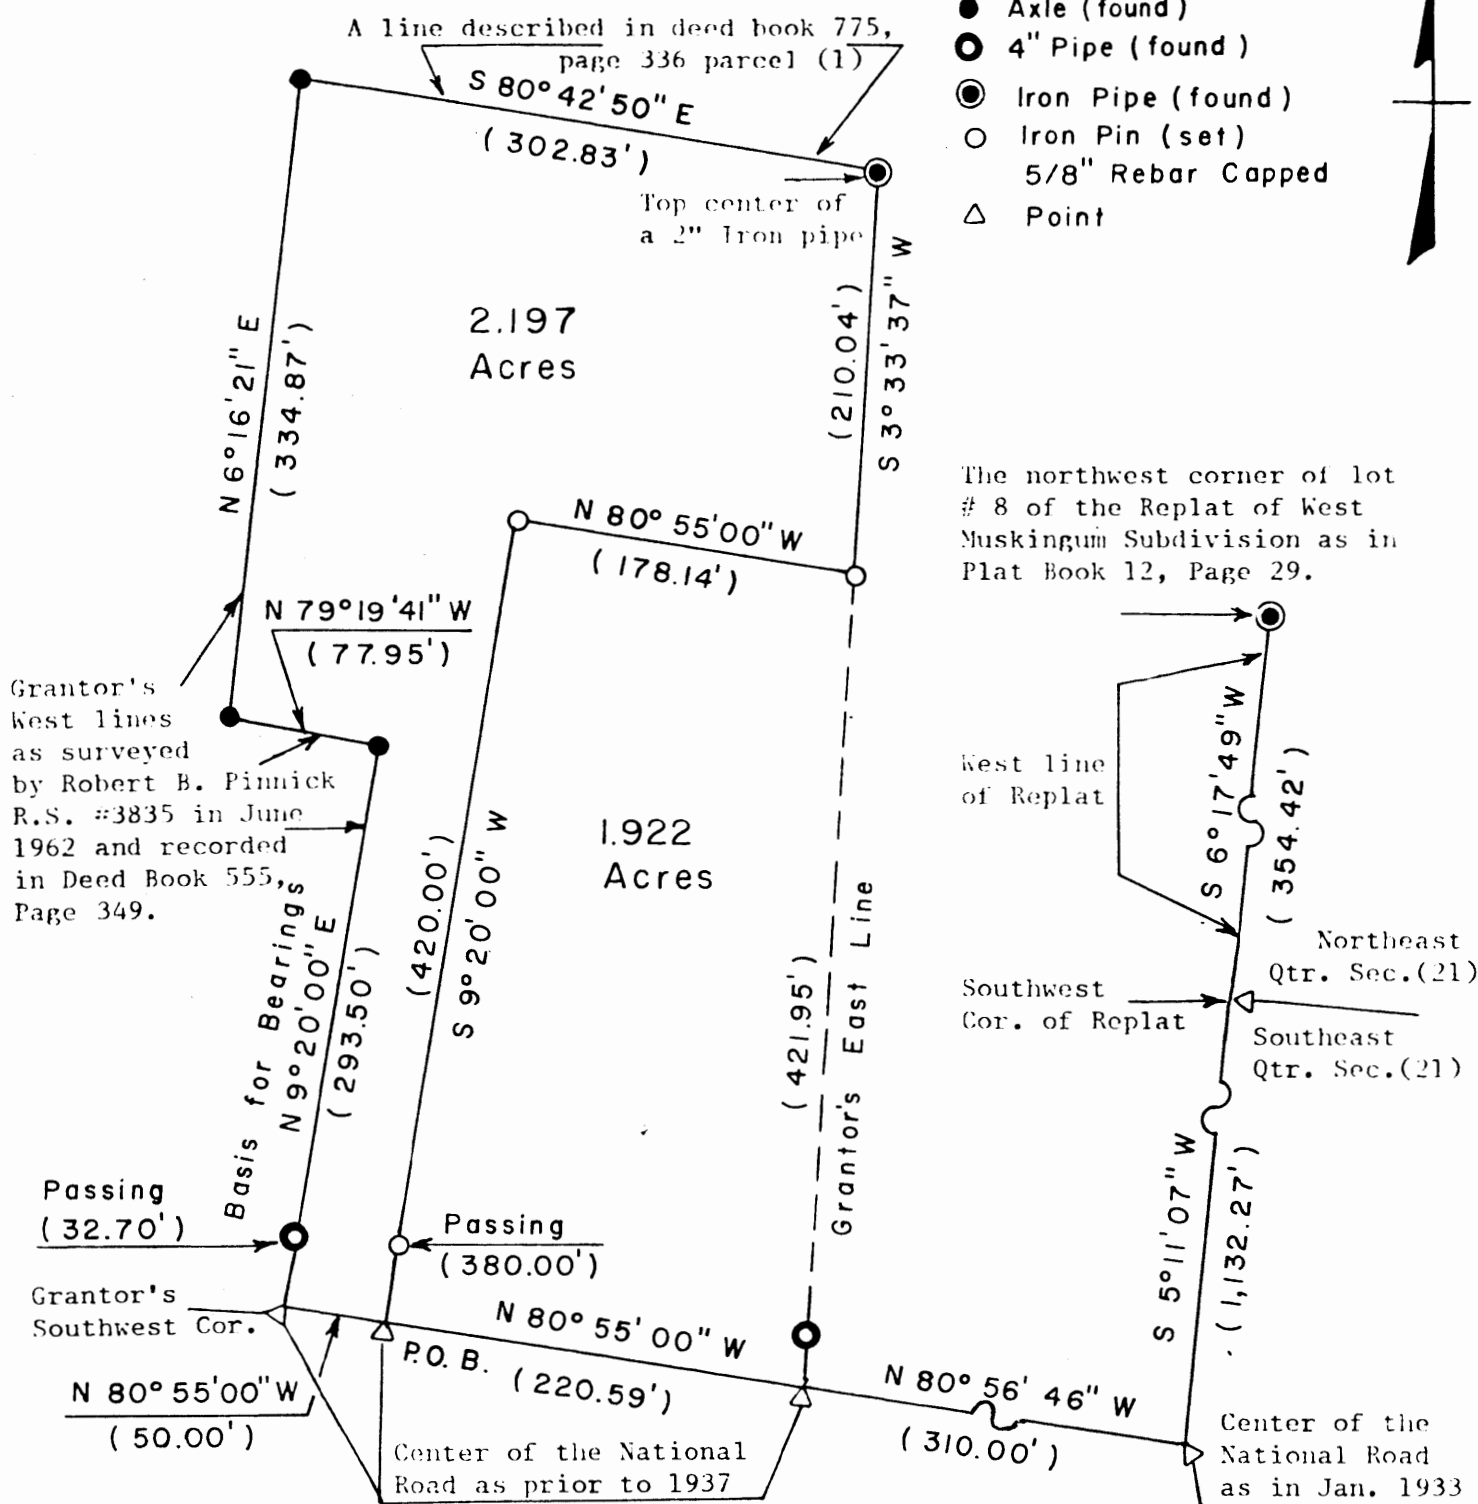 A line described in deed book 775,
page 336 parcel (1)
Axle (found)
4" Pipe (found)
Iron Pipe (found)
Iron Pin (set)
5/8" Rebar Capped
Point
S 80° 42' 50" E
(302.83')
Top center of
a 2" Iron pipe
2.197
Acres
N 6° 16' 21" E
(334.87')
(210.04')
S 3° 33' 37" W
N 80° 55' 00" W
(178.14')
The northwest corner of lot
# 8 of the Replat of West
Muskingum Subdivision as in
Plat Book 12, Page 29.
N 79° 19' 41" W
(77.95')
Grantor's
West lines
as surveyed
by Robert B. Pinnick
R.S. #3835 in June
1962 and recorded
in Deed Book 555,
Page 349.
West line
of Replat
S 6° 17' 49" W
(354.42')
1.922
Acres
(420.00')
S 9° 20' 00" W
Basis for Bearings
N 9° 20' 00" E
(293.50')
(421.95')
Grantor's East Line
Northeast
Qtr. Sec.(21)
Southwest
Cor. of Replat
Southeast
Qtr. Sec.(21)
S 5° 11' 07" W
(1,132.27')
Passing
(32.70')
Passing
(380.00')
Grantor's
Southwest Cor.
N 80° 55' 00" W
P.O.B. (220.59')
N 80° 55' 00" W
(50.00')
N 80° 56' 46" W
(310.00')
Center of the National
Road as prior to 1937
Center of the
National Road
as in Jan. 1933